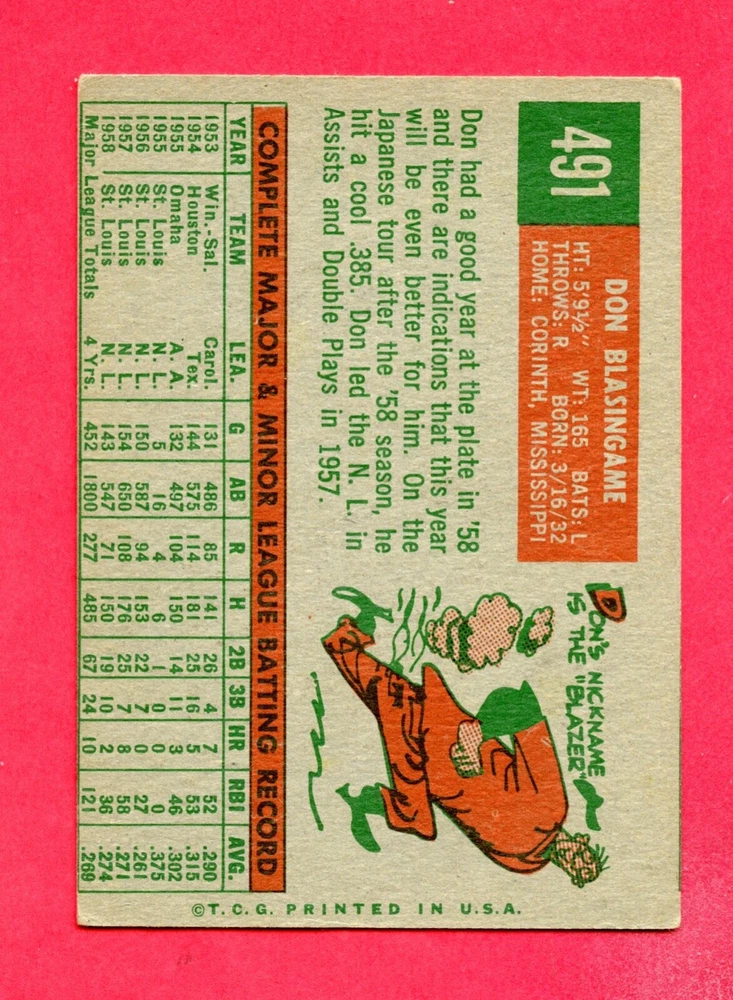 491
DON BLASINGAME
HT: 5'9½" WT: 165 BATS: L
THROWS: R BORN: 3/16/32
HOME: CORINTH, MISSISSIPPI
DON'S NICKNAME
IS THE "BLAZER"
Don had a good year at the plate in '58
and there are indications that this year
will be even better for him. On the
Japanese tour after the '58 season, he
hit a cool .385. Don led the N. L. in
Assists and Double Plays in 1957.
COMPLETE MAJOR & MINOR LEAGUE BATTING RECORD
YEAR TEAM LEA. G AB R H 2B 3B HR RBI AVG.
1953 Win.-Sal. Carol. 131 486 85 141 26 4 7 52 .290
1954 Houston Tex. 144 575 114 181 25 16 5 53 .315
1955 Omaha A. A. 132 497 104 150 14 11 3 46 .302
1955 St. Louis N. L. 5 16 4 6 1 0 0 0 .375
1956 St. Louis N. L. 150 587 94 153 22 7 0 27 .261
1957 St. Louis N. L. 154 650 108 176 25 7 8 58 .271
1958 St. Louis N. L. 143 547 71 150 19 10 2 36 .274
Major League Totals 4 Yrs. 452 1800 277 485 67 24 10 121 .269
©T. C. G. PRINTED IN U.S.A.